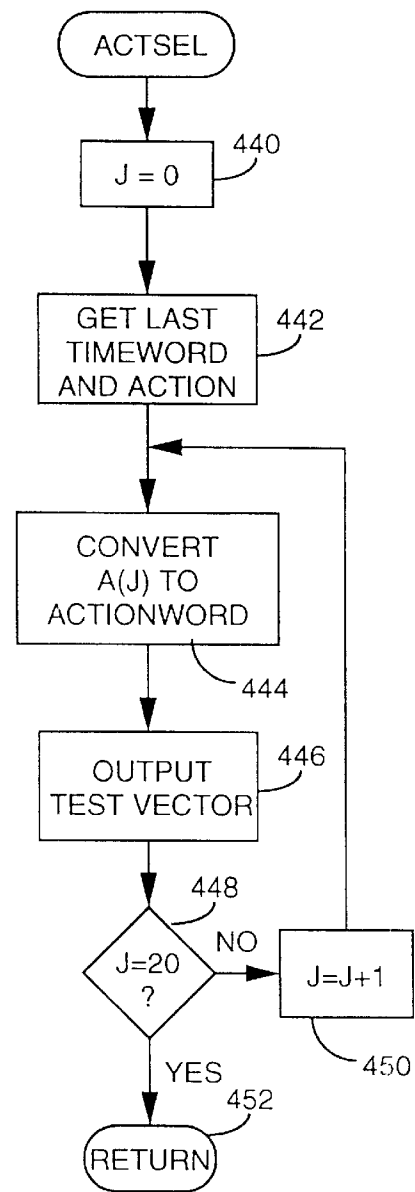 ACTSEL
J = 0
440
GET LAST
TIMEWORD
AND ACTION
442
CONVERT
A(J) TO
ACTIONWORD
444
OUTPUT
TEST VECTOR
446
448
J=20
?
NO
J=J+1
450
YES
452
RETURN